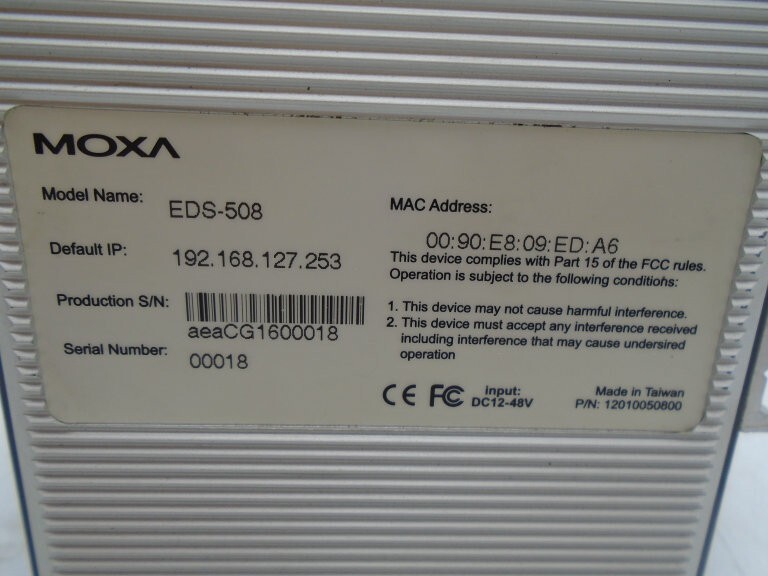 MOXA
Model Name: EDS-508
Default IP: 192.168.127.253
Production S/N: aeaCG1600018
Serial Number: 00018
MAC Address:
00:90:E8:09:ED:A6
This device complies with Part 15 of the FCC rules.
Operation is subject to the following conditions:
1. This device may not cause harmful interference.
2. This device must accept any interference received
including interference that may cause undersired
operation
CE FC Input:
DC12-48V
Made in Taiwan
P/N: 12010050800